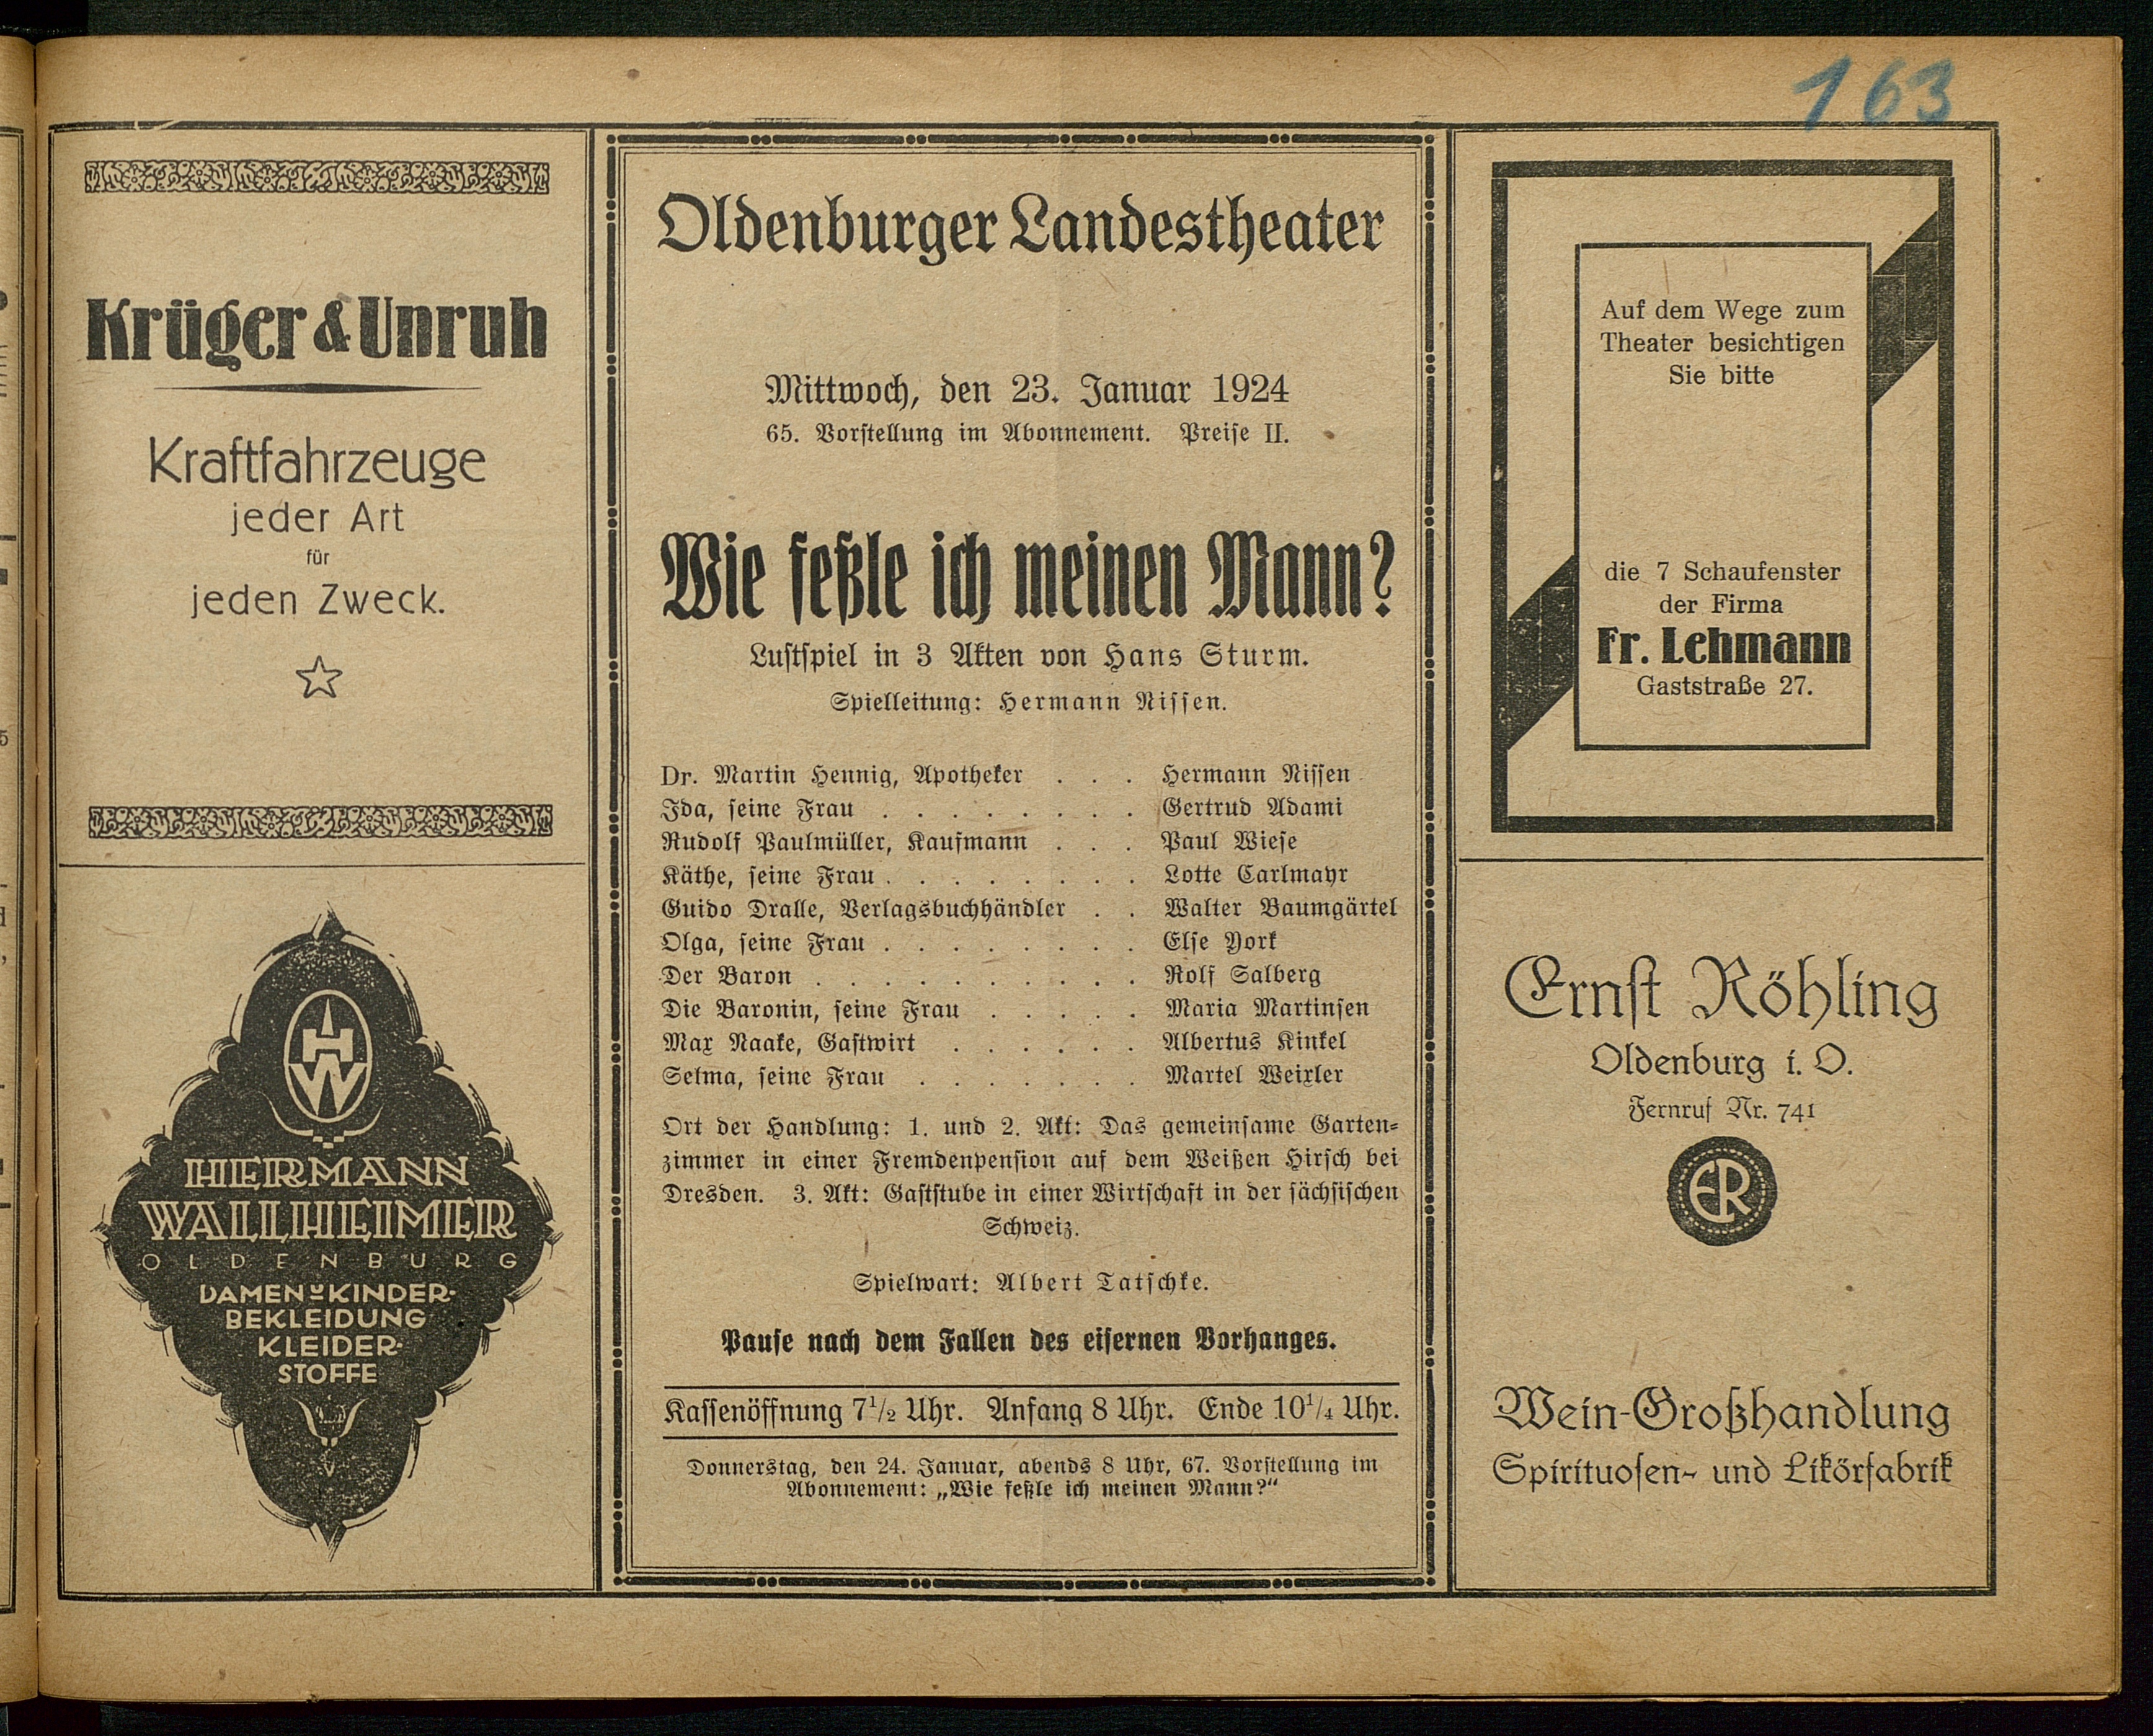 163
Krüger & Unruh
Kraftfahrzeuge
jeder Art
für
jeden Zweck.
HW
HERMANN
WALLHEIMER
OLDENBURG
DAMEN U KINDER-
BEKLEIDUNG
KLEIDER-
STOFFE
Oldenburger Landestheater
Mittwoch, den 23. Januar 1924
65. Vorstellung im Abonnement. Preise II.
Wie feßle ich meinen Mann?
Lustspiel in 3 Akten von Hans Sturm.
Spielleitung: Hermann Nissen.
Dr. Martin Hennig, Apotheker . . . Hermann Nissen
Ida, seine Frau . . . . . . . . Gertrud Adami
Rudolf Paulmüller, Kaufmann . . . Paul Wiese
Käthe, seine Frau . . . . . . . . Lotte Carlmayr
Guido Dralle, Verlagsbuchhändler . . Walter Baumgärtel
Olga, seine Frau . . . . . . . . Else York
Der Baron . . . . . . . . . . Rolf Salberg
Die Baronin, seine Frau . . . . . Maria Martinsen
Max Naake, Gastwirt . . . . . . Albertus Kinkel
Selma, seine Frau . . . . . . . Martel Weixler
Ort der Handlung: 1. und 2. Akt: Das gemeinsame Garten-
zimmer in einer Fremdenpension auf dem Weißen Hirsch bei
Dresden. 3. Akt: Gaststube in einer Wirtschaft in der sächsischen
Schweiz.
Spielwart: Albert Tatschke.
Pause nach dem Fallen des eisernen Vorhanges.
Kassenöffnung 7 1/2 Uhr. Anfang 8 Uhr. Ende 10 1/4 Uhr.
Donnerstag, den 24. Januar, abends 8 Uhr, 67. Vorstellung im
Abonnement: „Wie feßle ich meinen Mann?“
Auf dem Wege zum
Theater besichtigen
Sie bitte
die 7 Schaufenster
der Firma
Fr. Lehmann
Gaststraße 27.
Ernst Röhling
Oldenburg i. O.
Fernruf Nr. 741
ER
Wein-Großhandlung
Spirituosen- und Likörfabrik